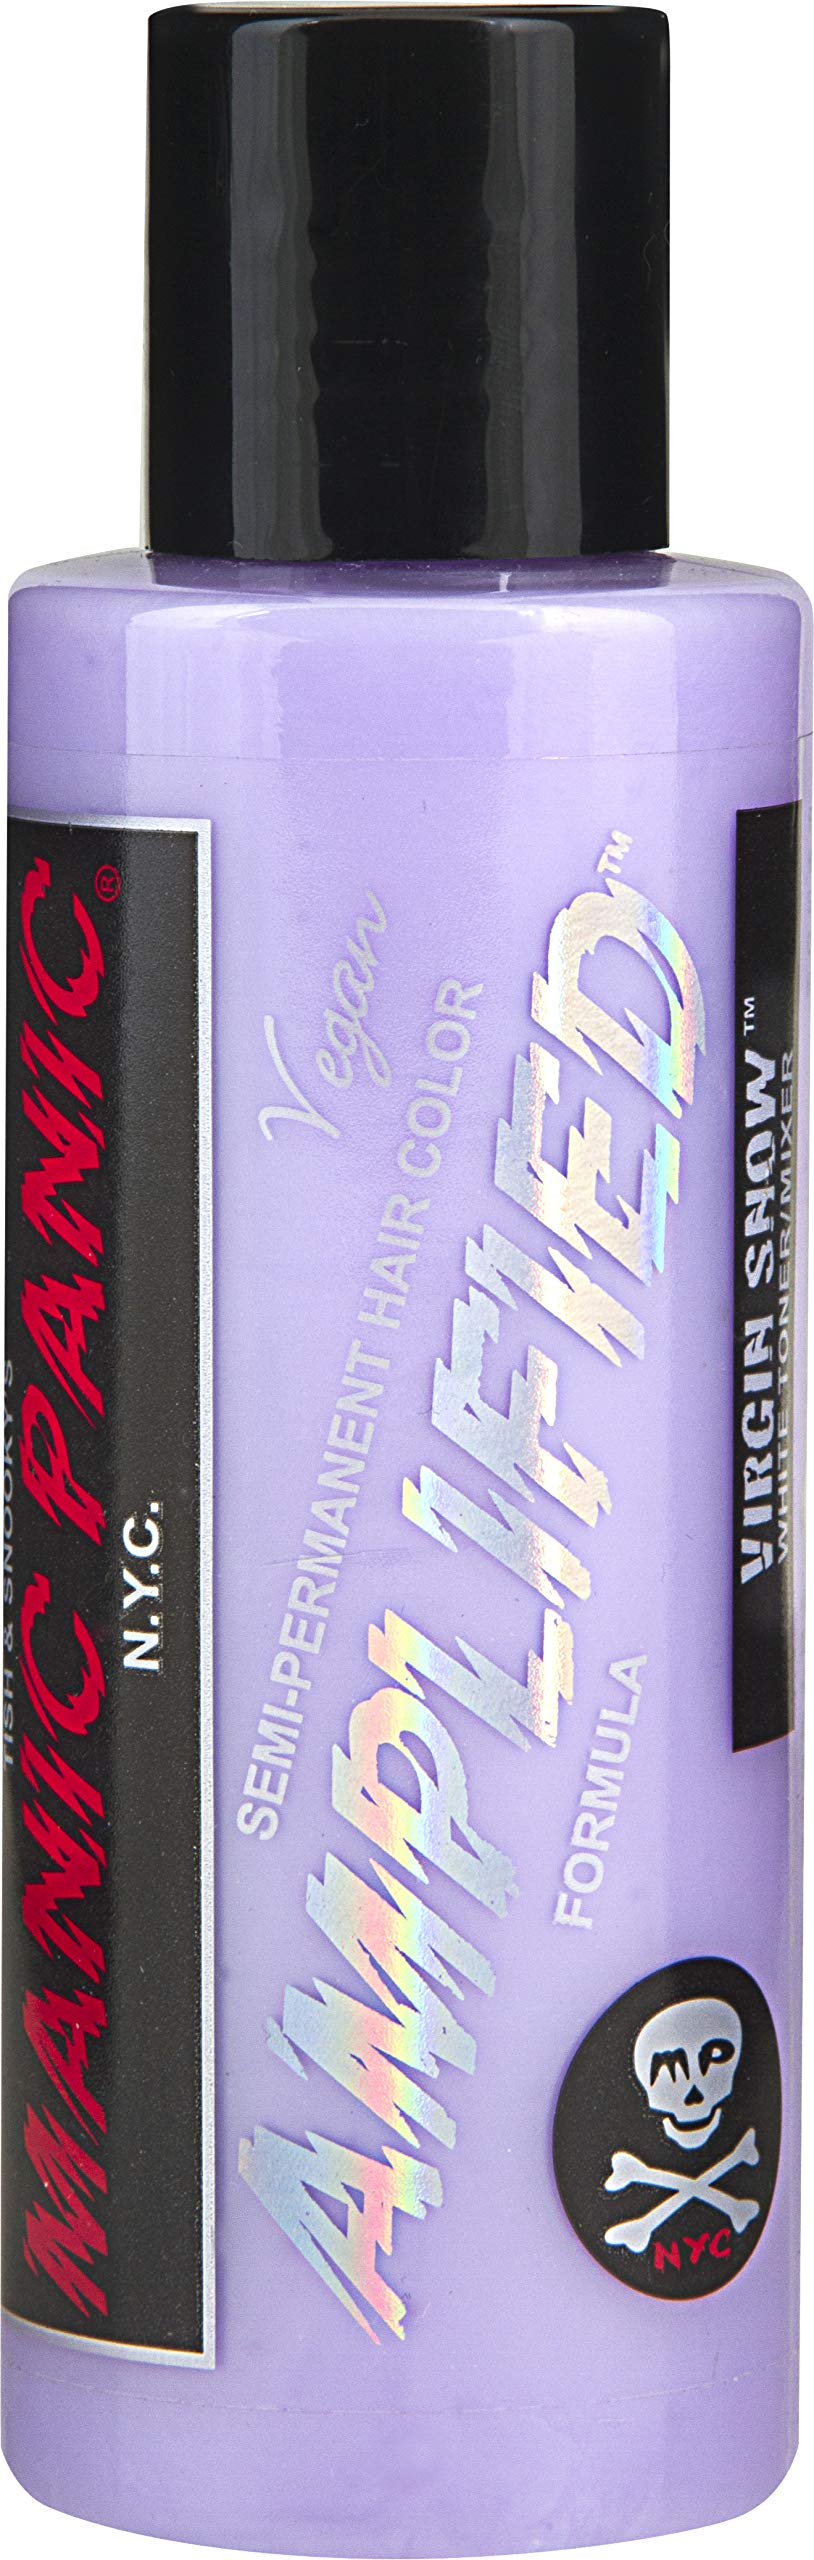 TISH & SNOOKY'S
MANIC PANIC®
N.Y.C.
Vegan
SEMI-PERMANENT HAIR COLOR
AMPLIFIED™
FORMULA
VIRGIN SNOW™
WHITE TONER/MIXER
MP
NYC